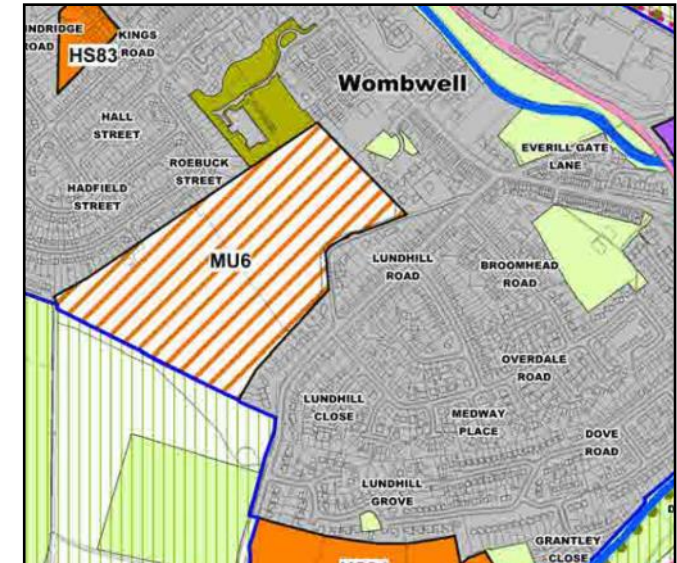 KINGS
ROAD
HS83
Wombwell
HALL
STREET
ROEBUCK
STREET
HADFIELD
STREET
EVERILL GATE
LANE
MU6
LUNDHILL
ROAD
BROOMHEAD
ROAD
OVERDALE
ROAD
LUNDHILL
CLOSE
MEDWAY
PLACE
DOVE
ROAD
LUNDHILL
GROVE
GRANTLEY
CLOSE